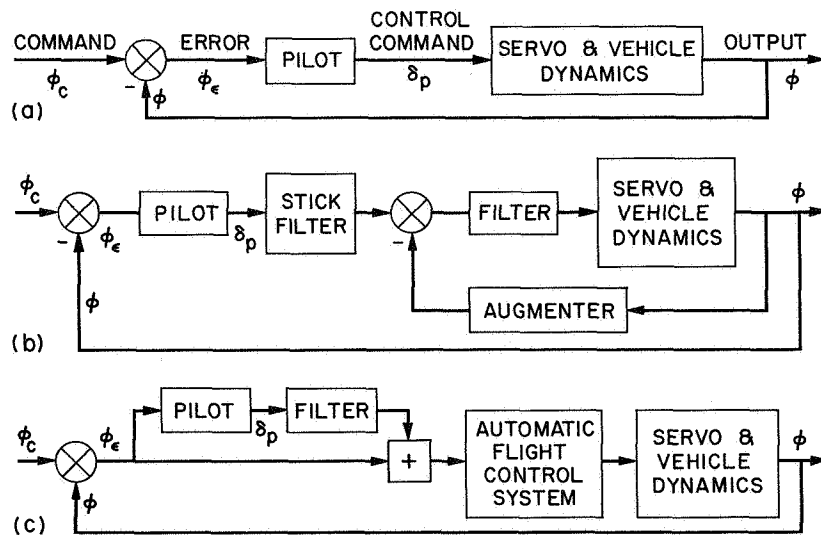 COMMAND
ϕc
-
ϕ
ERROR
ϕϵ
PILOT
CONTROL
COMMAND
δp
SERVO &
VEHICLE
DYNAMICS
OUTPUT
ϕ
(a)
ϕc
-
ϕϵ
ϕ
PILOT
δp
STICK
FILTER
-
FILTER
SERVO &
VEHICLE
DYNAMICS
ϕ
AUGMENTER
(b)
ϕc
ϕϵ
ϕ
PILOT
δp
FILTER
+
AUTOMATIC
FLIGHT
CONTROL
SYSTEM
SERVO &
VEHICLE
DYNAMICS
ϕ
(c)